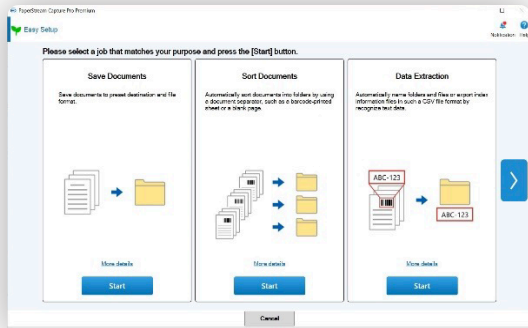 PaperStream Capture Pro Premium
Easy Setup
Notification Help
Please select a job that matches your purpose and press the [Start] button.
Save Documents
Save documents to preset destination and file
format.
More details
Start
Sort Documents
Automatically sort documents into folders by using
a document separator, such as a barcode-printed
sheet or a blank page.
More details
Start
Data Extraction
Automatically name folders and files or export index
information files in such a CSV file format by
recognize text data.
ABC-123
ABC-123
More details
Start
Cancel